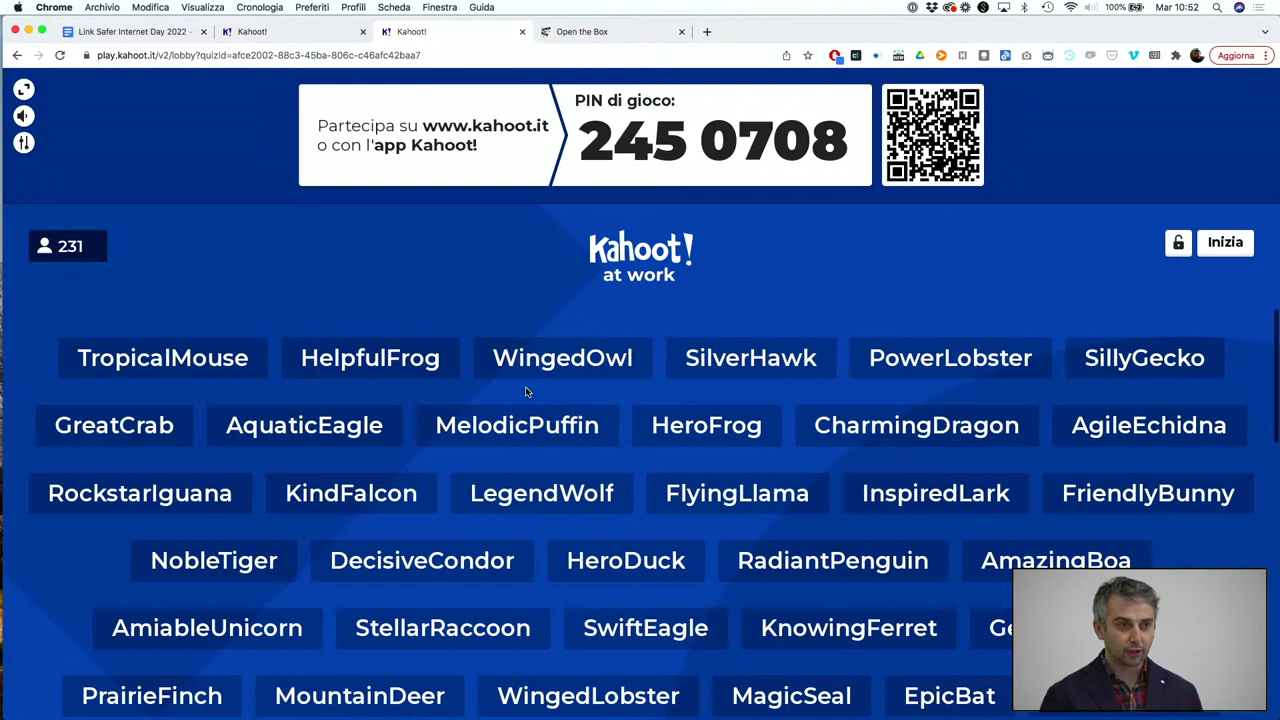 Chrome Archivio Modifica Visualizza Cronologia Preferiti Profili Scheda Finestra Guida 100% Mar 10:52
Link Safer Internet Day 2022 - Kahoot! Kahoot! Open the Box
play.kahoot.it/v2/lobby?quizId=afce2002-88c3-45ba-806c-c46afc42baa7 Aggiorna
Partecipa su www.kahoot.it
o con l'app Kahoot!
PIN di gioco:
245 0708
231
Kahoot!
at work
Inizia
TropicalMouse HelpfulFrog WingedOwl SilverHawk PowerLobster SillyGecko
GreatCrab AquaticEagle MelodicPuffin HeroFrog CharmingDragon AgileEchidna
RockstarIguana KindFalcon LegendWolf FlyingLlama InspiredLark FriendlyBunny
NobleTiger DecisiveCondor HeroDuck RadiantPenguin AmazingBoa
AmiableUnicorn StellarRaccoon SwiftEagle KnowingFerret
PrairieFinch MountainDeer WingedLobster MagicSeal EpicBat